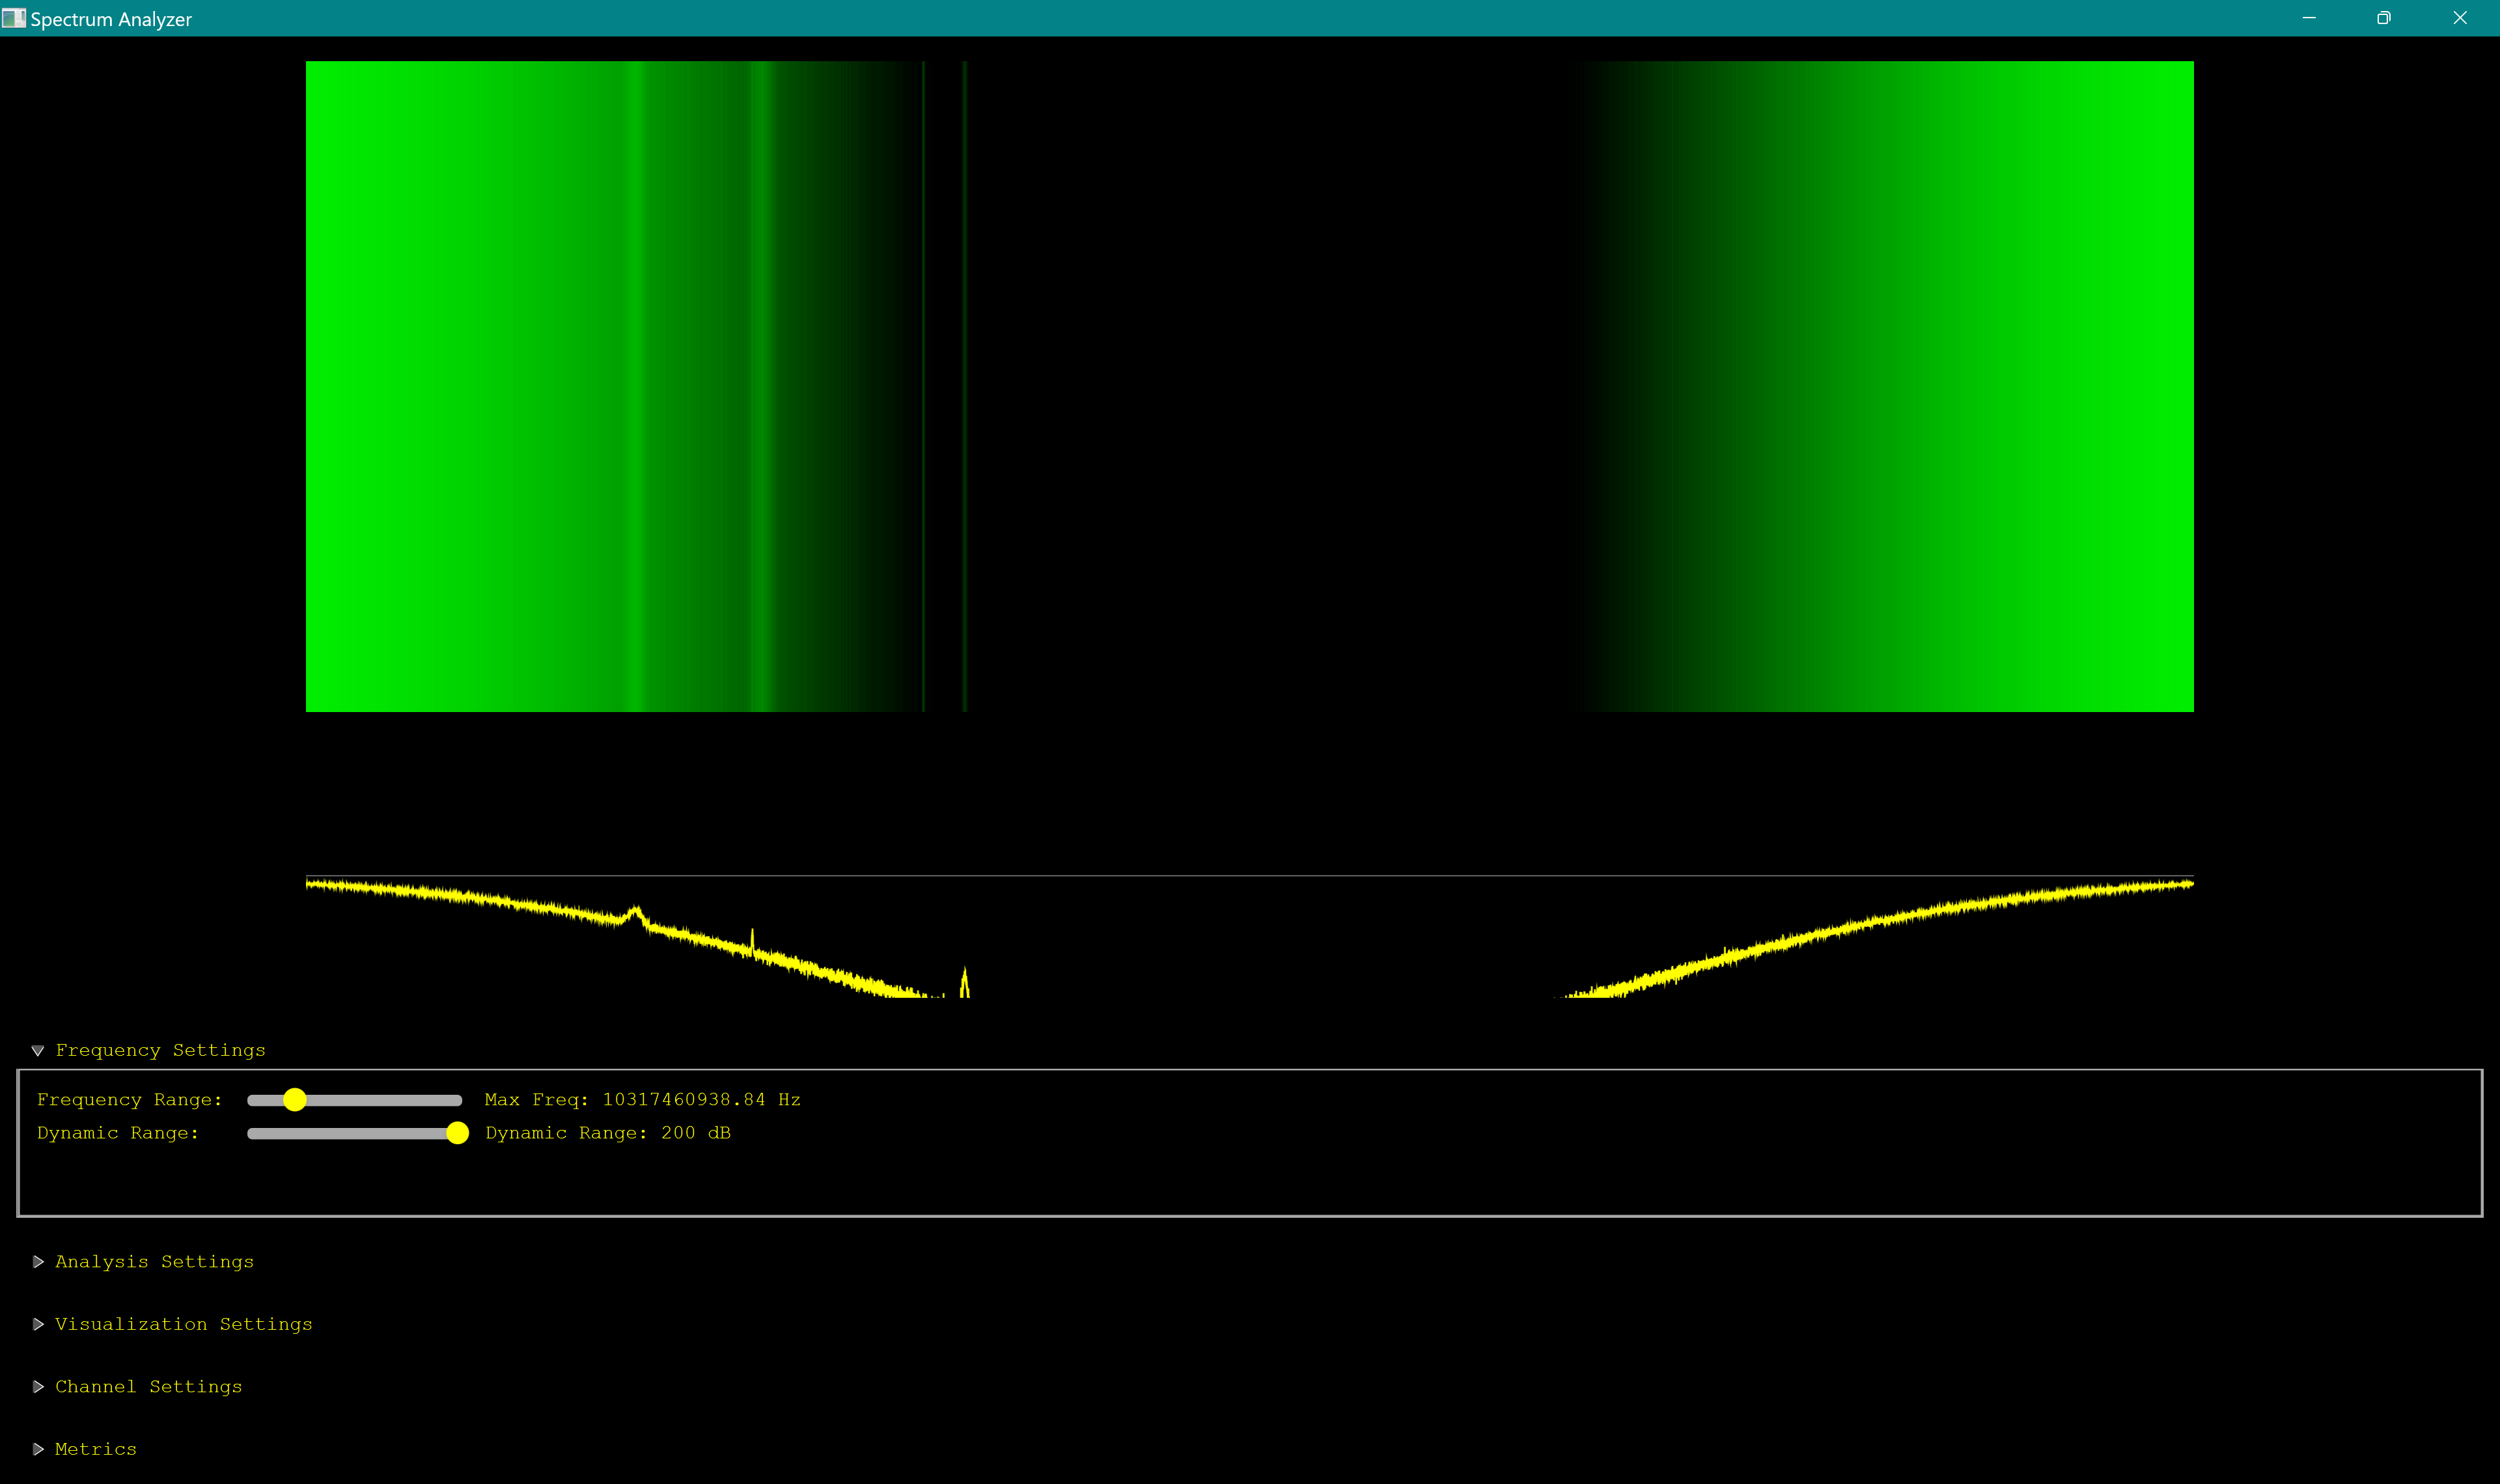 Spectrum Analyzer
Frequency Settings
Frequency Range: Max Freq: 10317460938.84 Hz
Dynamic Range: Dynamic Range: 200 dB
Analysis Settings
Visualization Settings
Channel Settings
Metrics